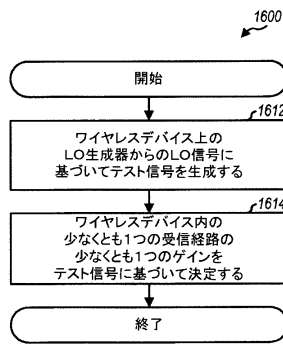 1600
開始
1612
ワイヤレスデバイス上の
LO生成器からのLO信号に
基づいてテスト信号を生成する
1614
ワイヤレスデバイス内の
少なくとも1つの受信経路の
少なくとも1つのゲインを
テスト信号に基づいて決定する
終了